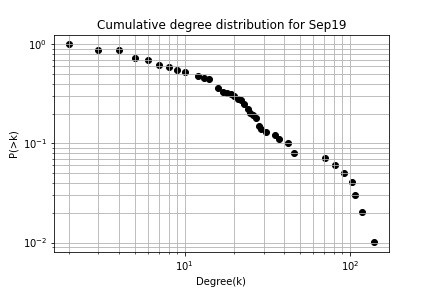 Cumulative degree distribution for Sep19
P(>k)
10⁰
10⁻¹
10⁻²
10¹
10²
Degree(k)